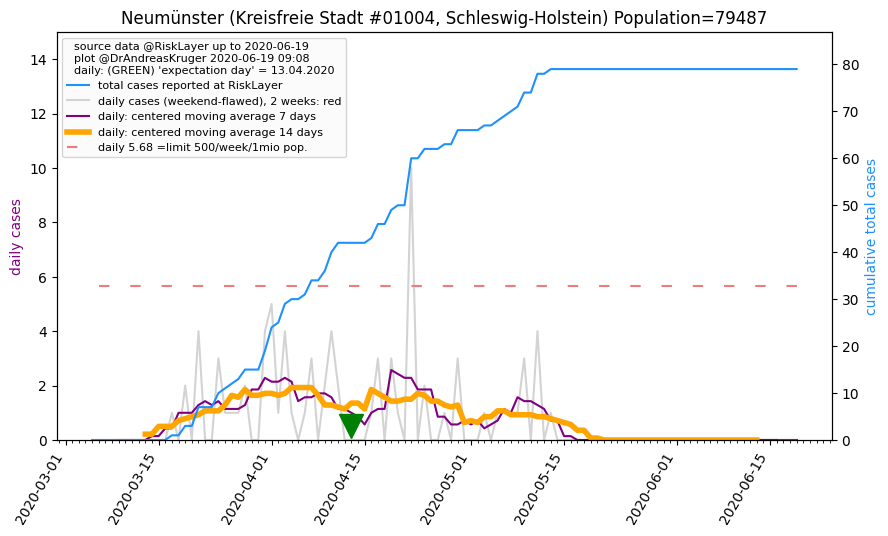 Neumünster (Kreisfreie Stadt #01004, Schleswig-Holstein) Population=79487
source data @RiskLayer up to 2020-06-19
plot @DrAndreasKruger 2020-06-19 09:08
daily: (GREEN) 'expectation day' = 13.04.2020
total cases reported at RiskLayer
daily cases (weekend-flawed), 2 weeks: red
daily: centered moving average 7 days
daily: centered moving average 14 days
daily 5.68 =limit 500/week/1mio pop.
daily cases
14
12
10
8
6
4
2
0
cumulative total cases
80
70
60
50
40
30
20
10
0
2020-03-01
2020-03-15
2020-04-01
2020-04-15
2020-05-01
2020-05-15
2020-06-01
2020-06-15